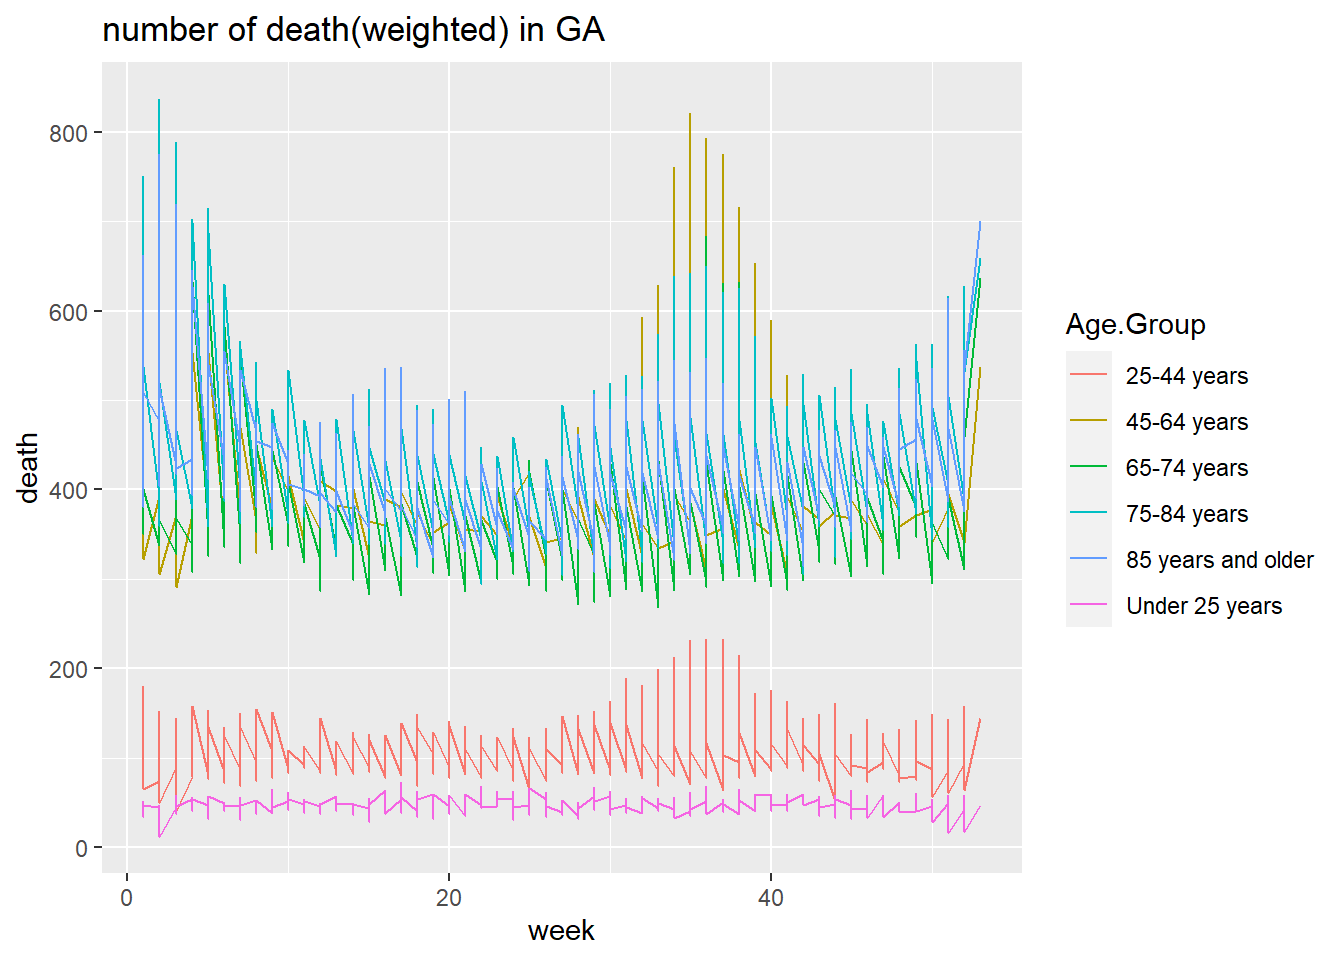 number of death(weighted) in GA
800
600
400
200
0
death
0
20
40
week
Age.Group
25-44 years
45-64 years
65-74 years
75-84 years
85 years and older
Under 25 years